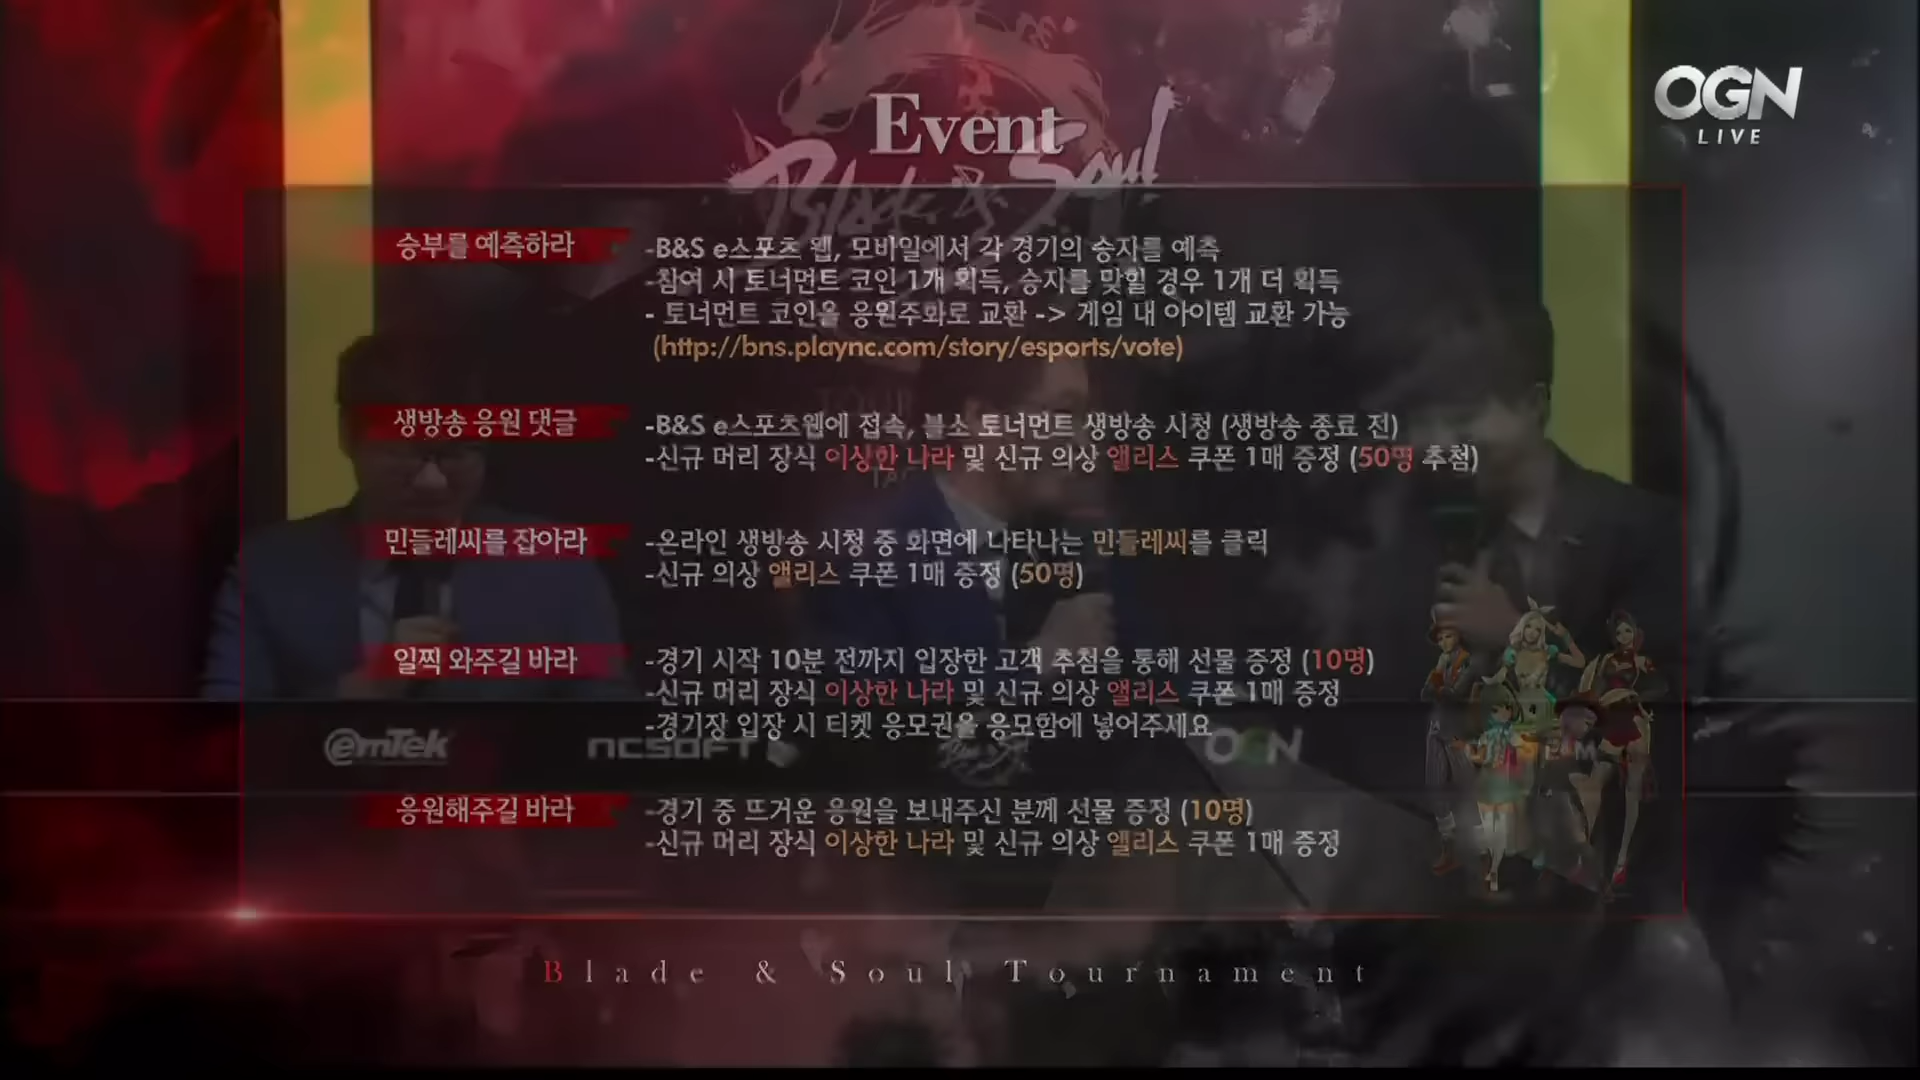 Event
Blade & Soul
OGN
LIVE
승부를 예측하라
-B&S e스포츠 웹, 모바일에서 각 경기의 승자를 예측
-참여 시 토너먼트 코인 1개 획득, 승자를 맞힐 경우 1개 더 획득
- 토너먼트 코인을 응원주화로 교환 -> 게임 내 아이템 교환 가능
(http://bns.plaync.com/story/esports/vote)
생방송 응원 댓글
-B&S e스포츠웹에 접속, 블소 토너먼트 생방송 시청 (생방송 종료 전)
-신규 머리 장식 이상한 나라 및 신규 의상 앨리스 쿠폰 1매 증정 (50명 추첨)
민들레씨를 잡아라
-온라인 생방송 시청 중 화면에 나타나는 민들레씨를 클릭
-신규 의상 앨리스 쿠폰 1매 증정 (50명)
일찍 와주길 바라
-경기 시작 10분 전까지 입장한 고객 추첨을 통해 선물 증정 (10명)
-신규 머리 장식 이상한 나라 및 신규 의상 앨리스 쿠폰 1매 증정
-경기장 입장 시 티켓 응모권을 응모함에 넣어주세요
@mTek
NCSOFT
OGN
응원해주길 바라
-경기 중 뜨거운 응원을 보내주신 분께 선물 증정 (10명)
-신규 머리 장식 이상한 나라 및 신규 의상 앨리스 쿠폰 1매 증정
Blade & Soul Tournament